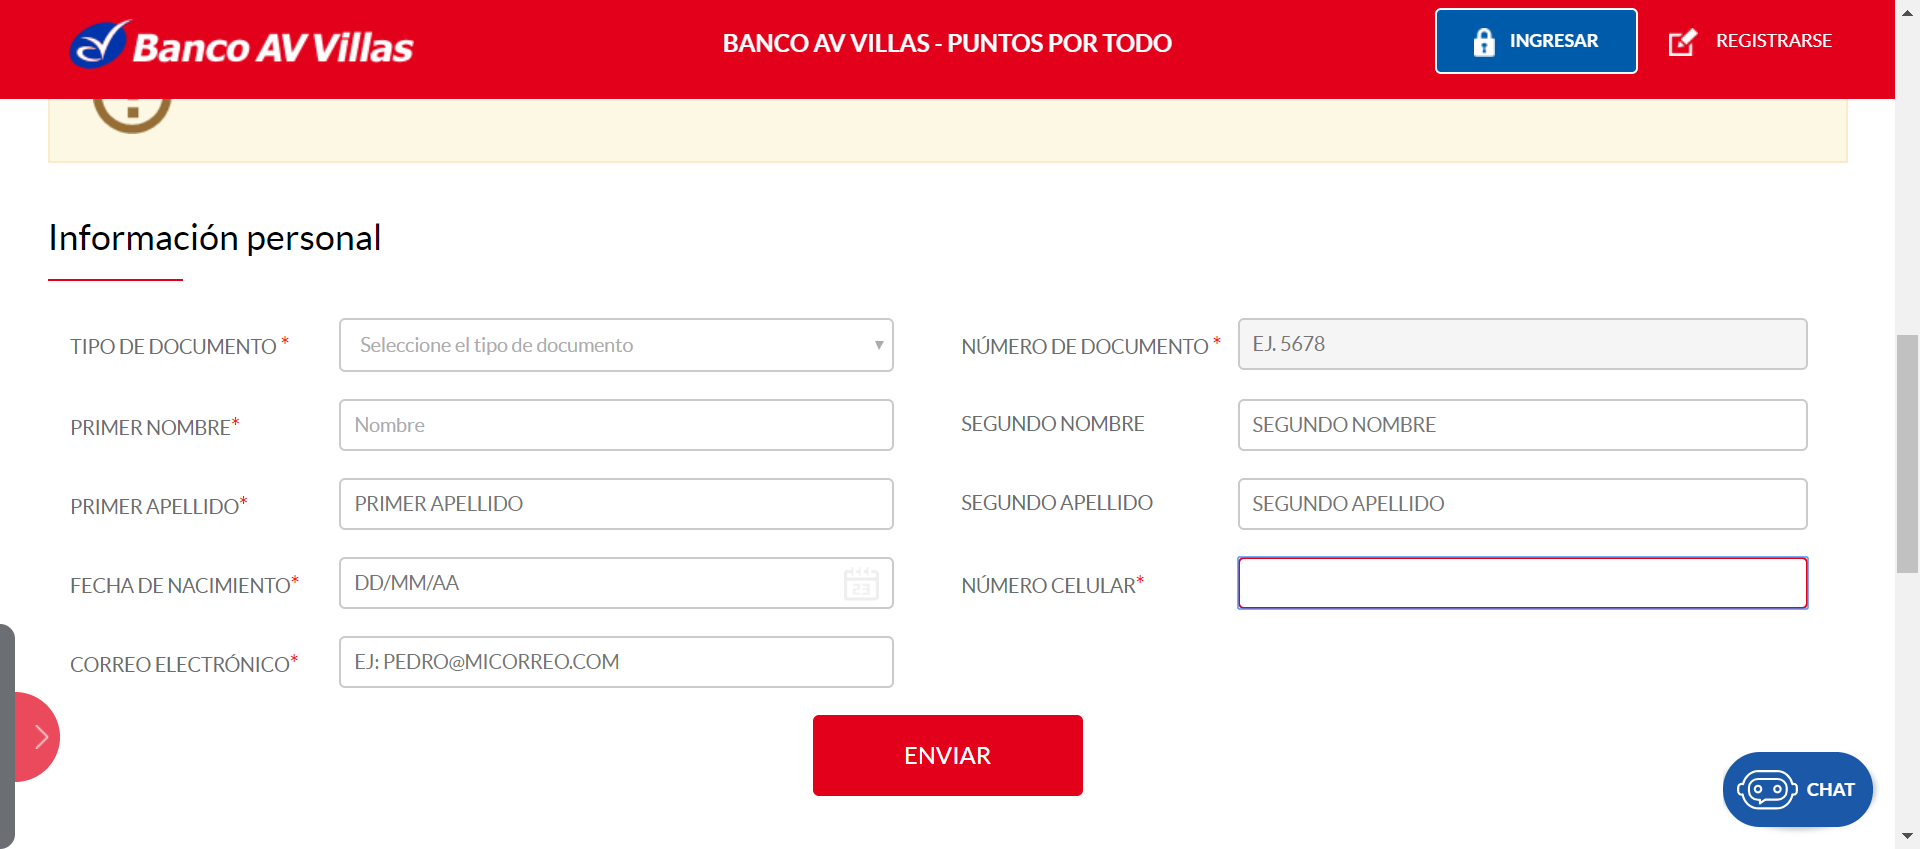 Banco AV Villas
BANCO AV VILLAS - PUNTOS POR TODO
INGRESAR
REGISTRARSE
Información personal
TIPO DE DOCUMENTO *
Seleccione el tipo de documento
NÚMERO DE DOCUMENTO *
EJ. 5678
PRIMER NOMBRE*
Nombre
SEGUNDO NOMBRE
SEGUNDO NOMBRE
PRIMER APELLIDO*
PRIMER APELLIDO
SEGUNDO APELLIDO
SEGUNDO APELLIDO
FECHA DE NACIMIENTO*
DD/MM/AA
23
NÚMERO CELULAR*
CORREO ELECTRÓNICO*
EJ: PEDRO@MICORREO.COM
ENVIAR
CHAT